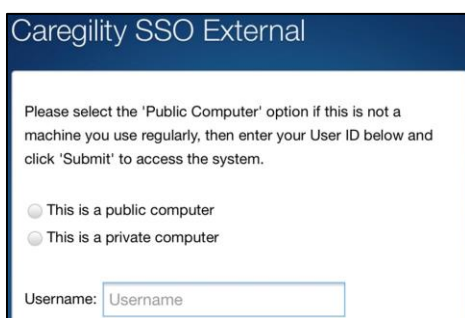 Caregility SSO External
Please select the 'Public Computer' option if this is not a
machine you use regularly, then enter your User ID below and
click 'Submit' to access the system.
This is a public computer
This is a private computer
Username: Username